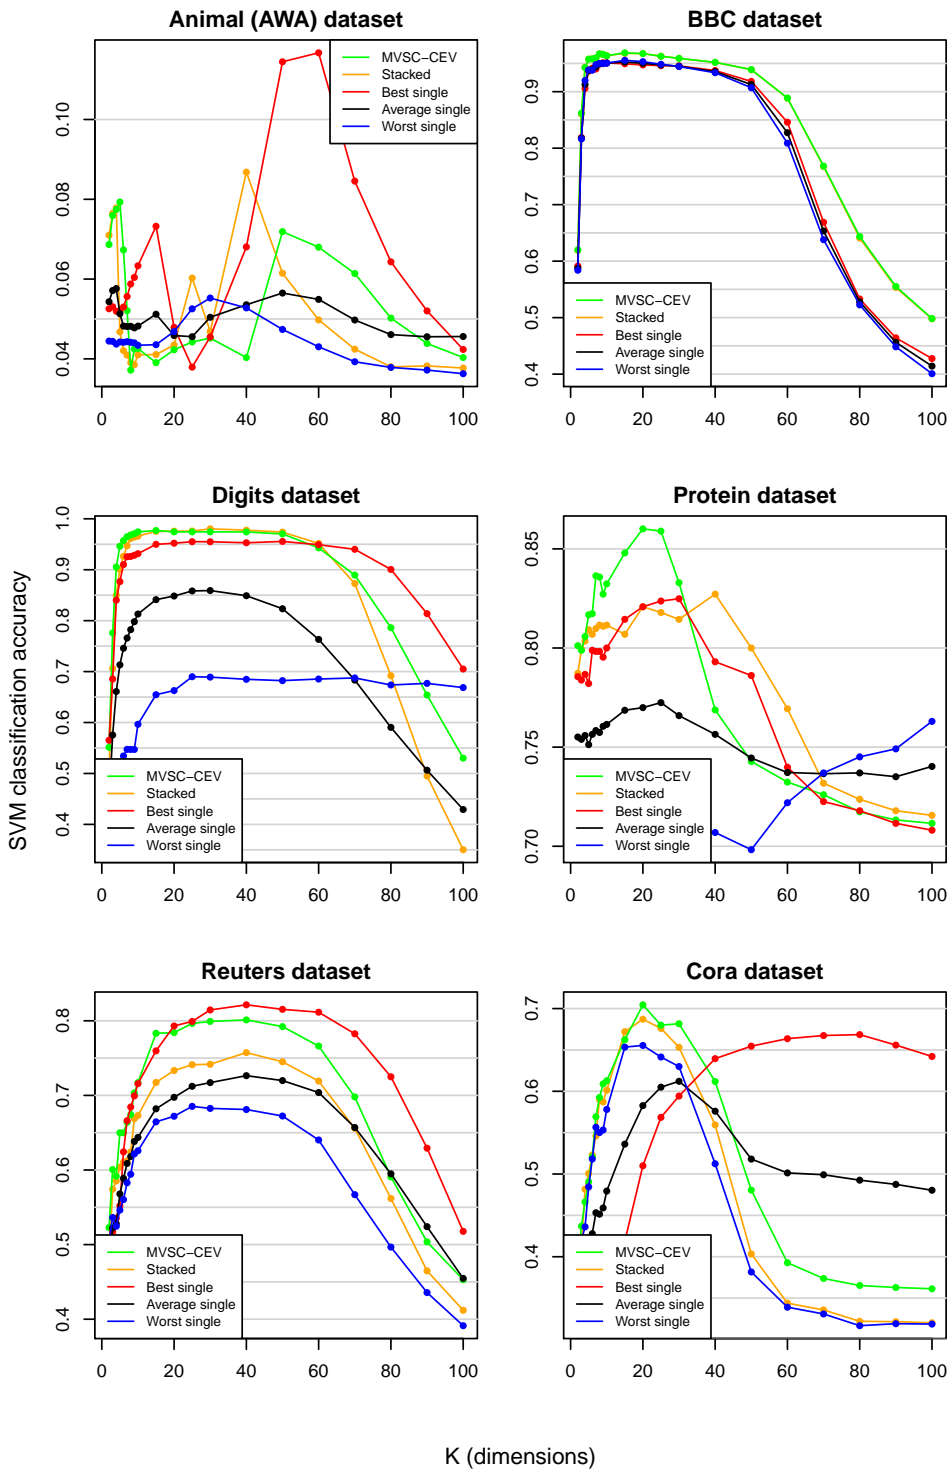 Animal (AWA) dataset
MVSC−CEV
Stacked
Best single
Average single
Worst single
0.04
0.06
0.08
0.10
0 20 40 60 80 100
BBC dataset
MVSC−CEV
Stacked
Best single
Average single
Worst single
0.4
0.5
0.6
0.7
0.8
0.9
0 20 40 60 80 100
SVM classification accuracy
Digits dataset
MVSC−CEV
Stacked
Best single
Average single
Worst single
0.4
0.5
0.6
0.7
0.8
0.9
1.0
0 20 40 60 80 100
Protein dataset
MVSC−CEV
Stacked
Best single
Average single
Worst single
0.70
0.75
0.80
0.85
0 20 40 60 80 100
Reuters dataset
MVSC−CEV
Stacked
Best single
Average single
Worst single
0.4
0.5
0.6
0.7
0.8
0 20 40 60 80 100
Cora dataset
MVSC−CEV
Stacked
Best single
Average single
Worst single
0.4
0.5
0.6
0.7
0 20 40 60 80 100
K (dimensions)